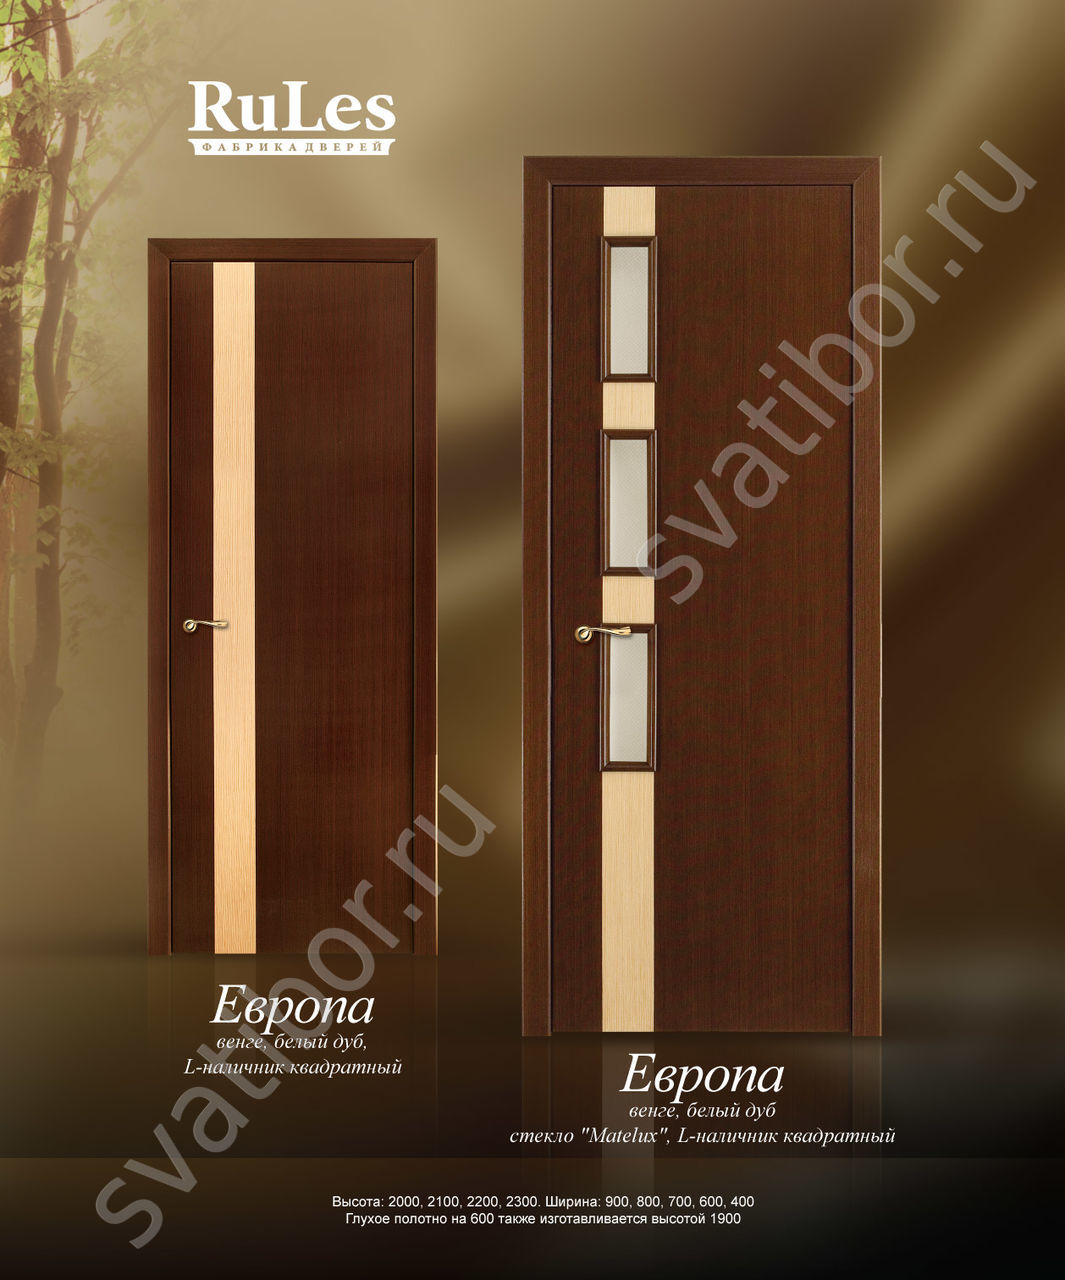 RuLes
ФАБРИКА ДВЕРЕЙ
Европа
венге, белый дуб,
L-наличник квадратный
Европа
венге, белый дуб
стекло "Matelux", L-наличник квадратный
Высота: 2000, 2100, 2200, 2300. Ширина: 900, 800, 700, 600, 400
Глухое полотно на 600 также изготавливается высотой 1900
svatibor.ru
svatibor.ru